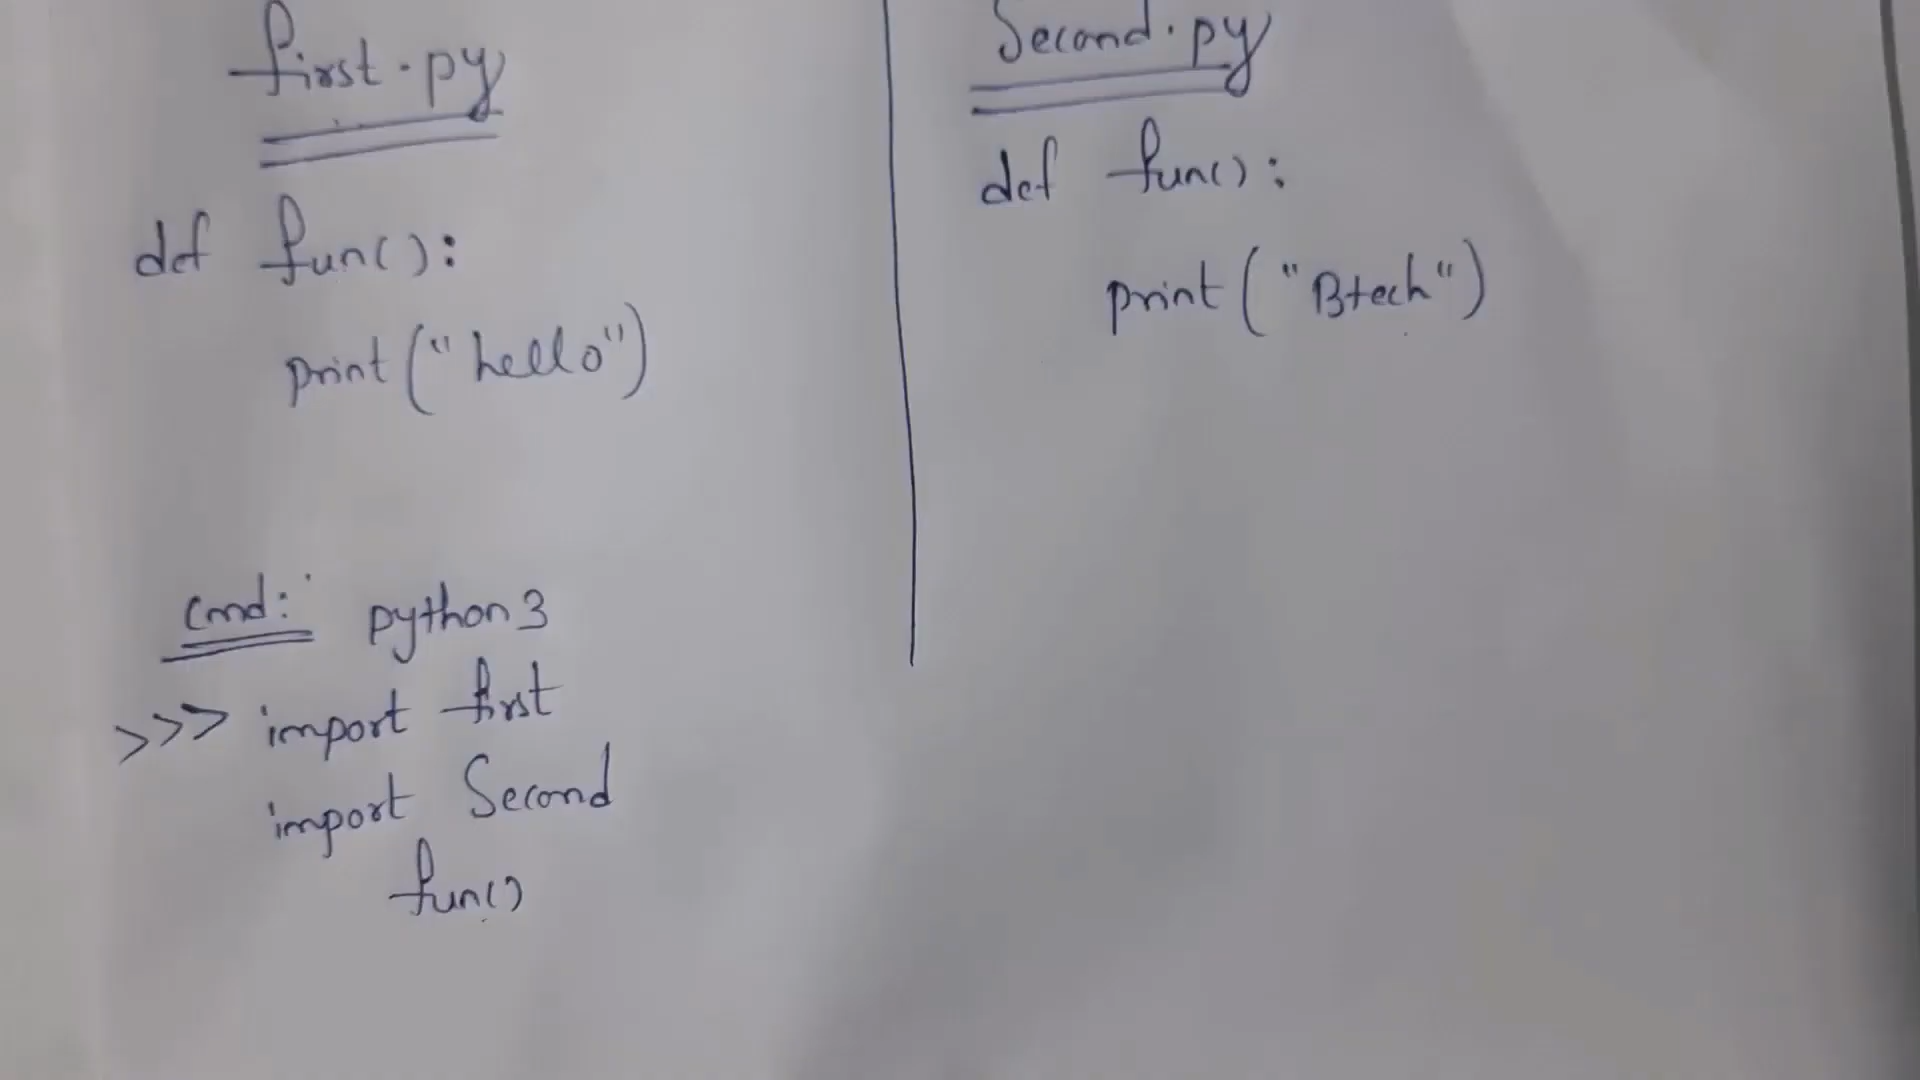 first.py
def fun():
print("hello")
cmd: python3
>>> import first
import Second
fun()
Second.py
def fun():
print("Btech")